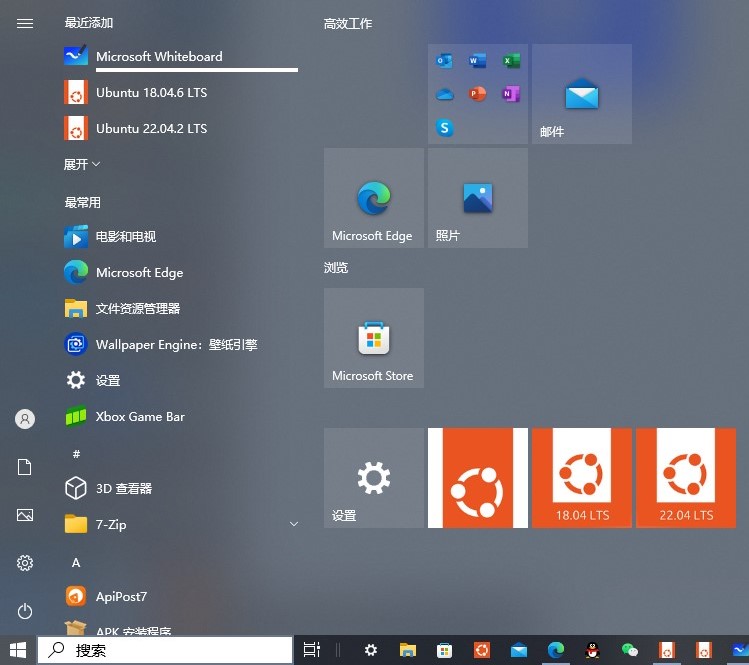 最近添加
Microsoft Whiteboard
Ubuntu 18.04.6 LTS
Ubuntu 22.04.2 LTS
展开
最常用
电影和电视
Microsoft Edge
文件资源管理器
Wallpaper Engine：壁纸引擎
设置
Xbox Game Bar
#
3D 查看器
7-Zip
A
ApiPost7
APK 安装程序
高效工作
邮件
Microsoft Edge
照片
浏览
Microsoft Store
设置
18.04 LTS
22.04 LTS
搜索